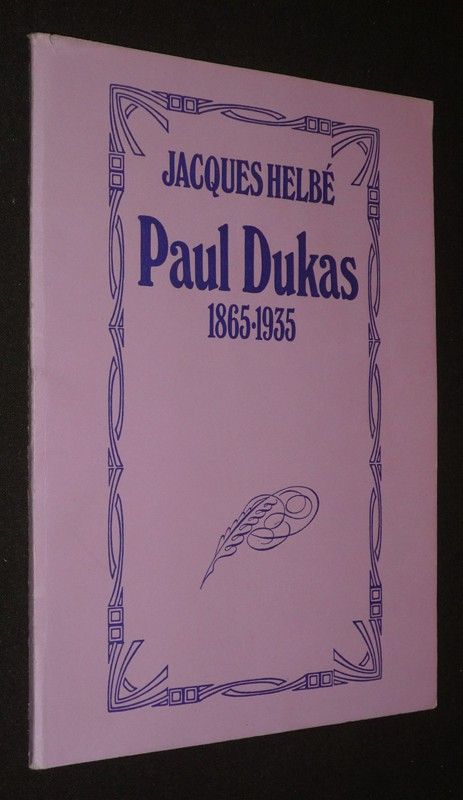 JACQUES HELBÉ
Paul Dukas
1865·1935